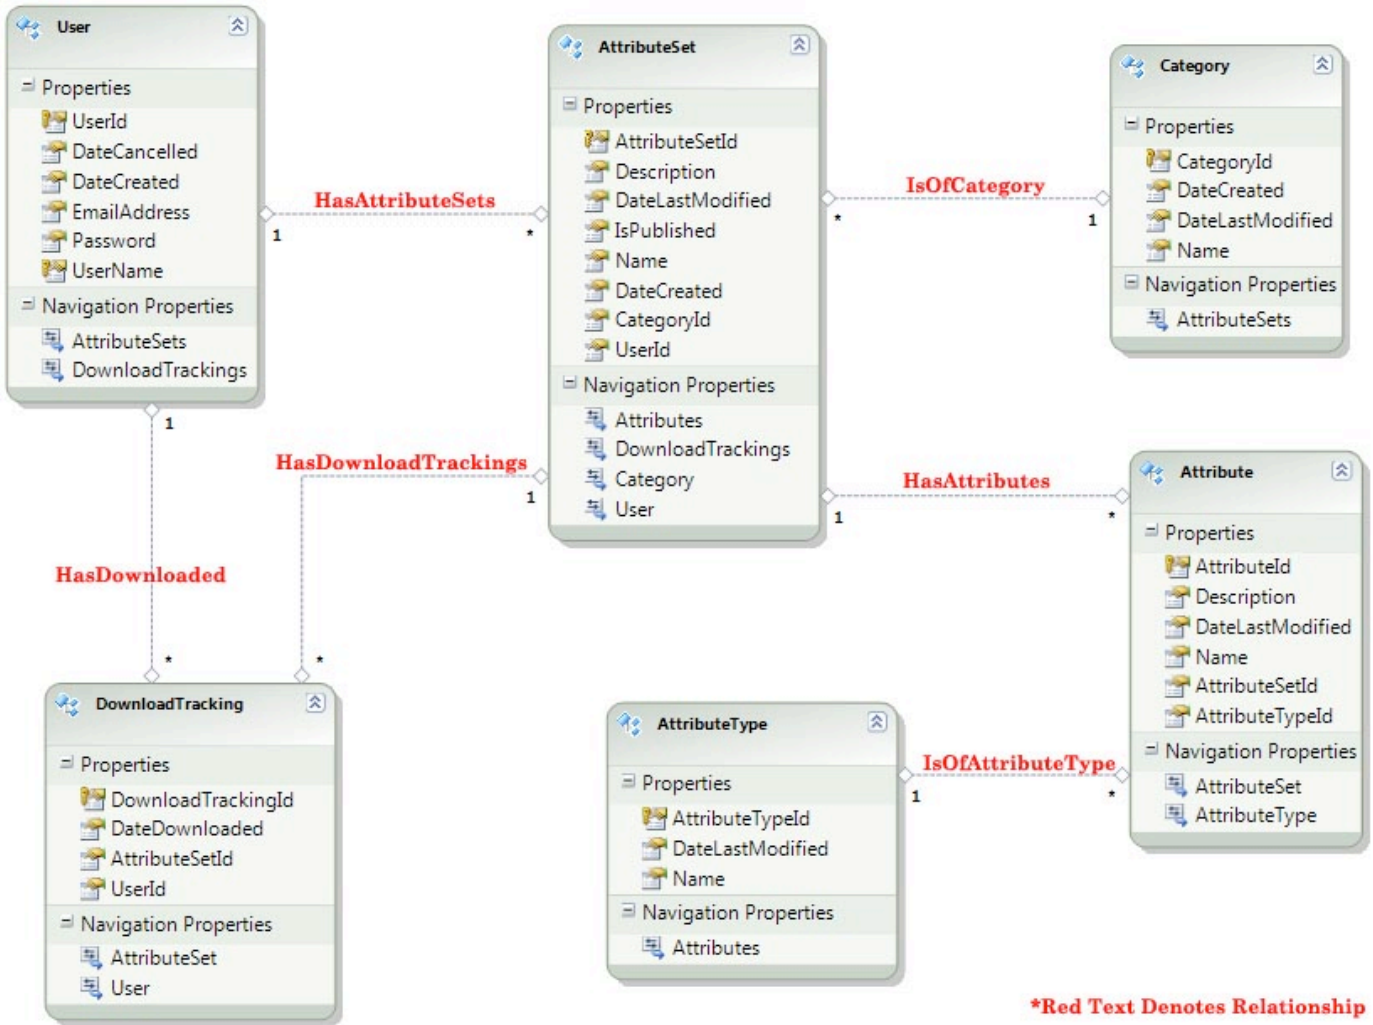 User
Properties
UserId
DateCancelled
DateCreated
EmailAddress
Password
UserName
Navigation Properties
AttributeSets
DownloadTrackings
HasAttributeSets
1
*
AttributeSet
Properties
AttributeSetId
Description
DateLastModified
IsPublished
Name
DateCreated
CategoryId
UserId
Navigation Properties
Attributes
DownloadTrackings
Category
User
IsOfCategory
*
1
Category
Properties
CategoryId
DateCreated
DateLastModified
Name
Navigation Properties
AttributeSets
1
HasDownloaded
*
HasDownloadTrackings
1
*
HasAttributes
1
*
Attribute
Properties
AttributeId
Description
DateLastModified
Name
AttributeSetId
AttributeTypeId
Navigation Properties
AttributeSet
AttributeType
DownloadTracking
Properties
DownloadTrackingId
DateDownloaded
AttributeSetId
UserId
Navigation Properties
AttributeSet
User
AttributeType
Properties
AttributeTypeId
DateLastModified
Name
Navigation Properties
Attributes
IsOfAttributeType
1
*
*Red Text Denotes Relationship